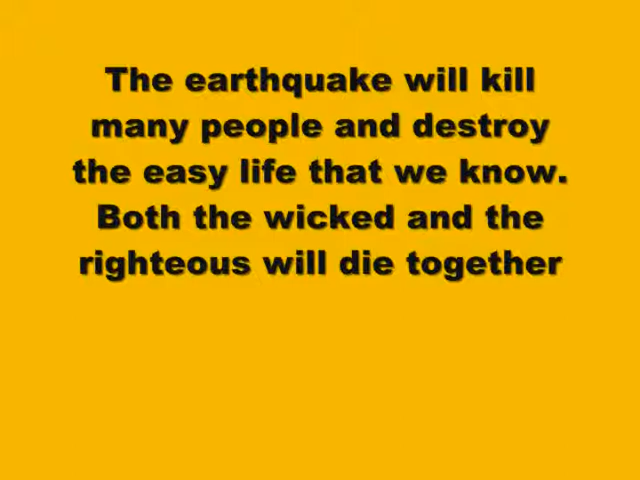 The earthquake will kill
many people and destroy
the easy life that we know.
Both the wicked and the
righteous will die together